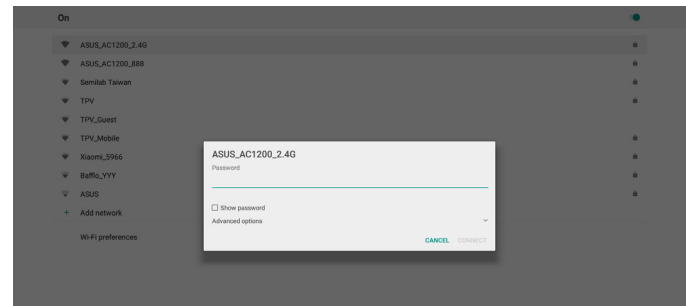 On
ASUS_AC1200_2.4G
ASUS_AC1200_888
Semilab Taiwan
TPV
TPV_Guest
TPV_Mobile
Xiaomi_5966
Bafflo_YYY
ASUS
+ Add network
Wi-Fi preferences
ASUS_AC1200_2.4G
Password
Show password
Advanced options
CANCEL CONNECT